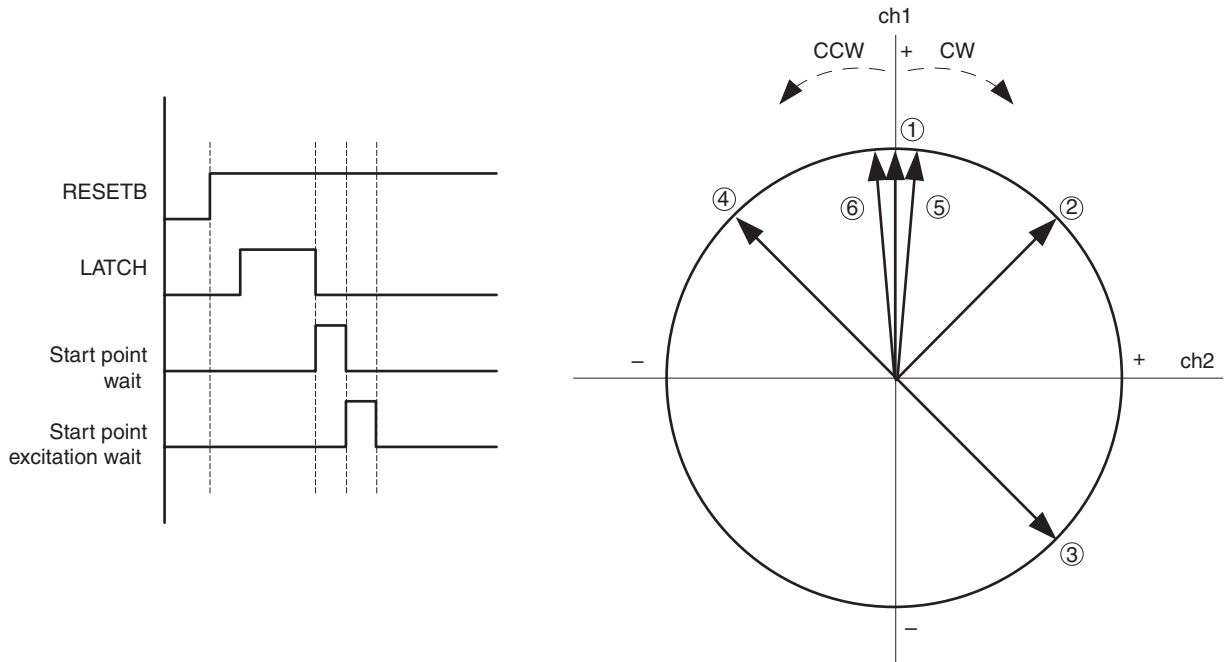 RESETB
LATCH
Start point
wait
Start point
excitation wait
ch1
CCW
+
CW
①
④
⑥
⑤
②
–
+
ch2
③
–